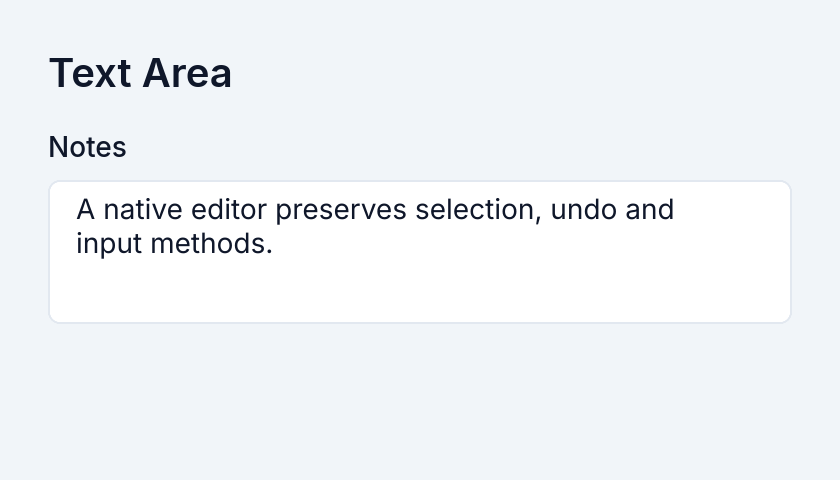 Text Area
Notes
A native editor preserves selection, undo and
input methods.